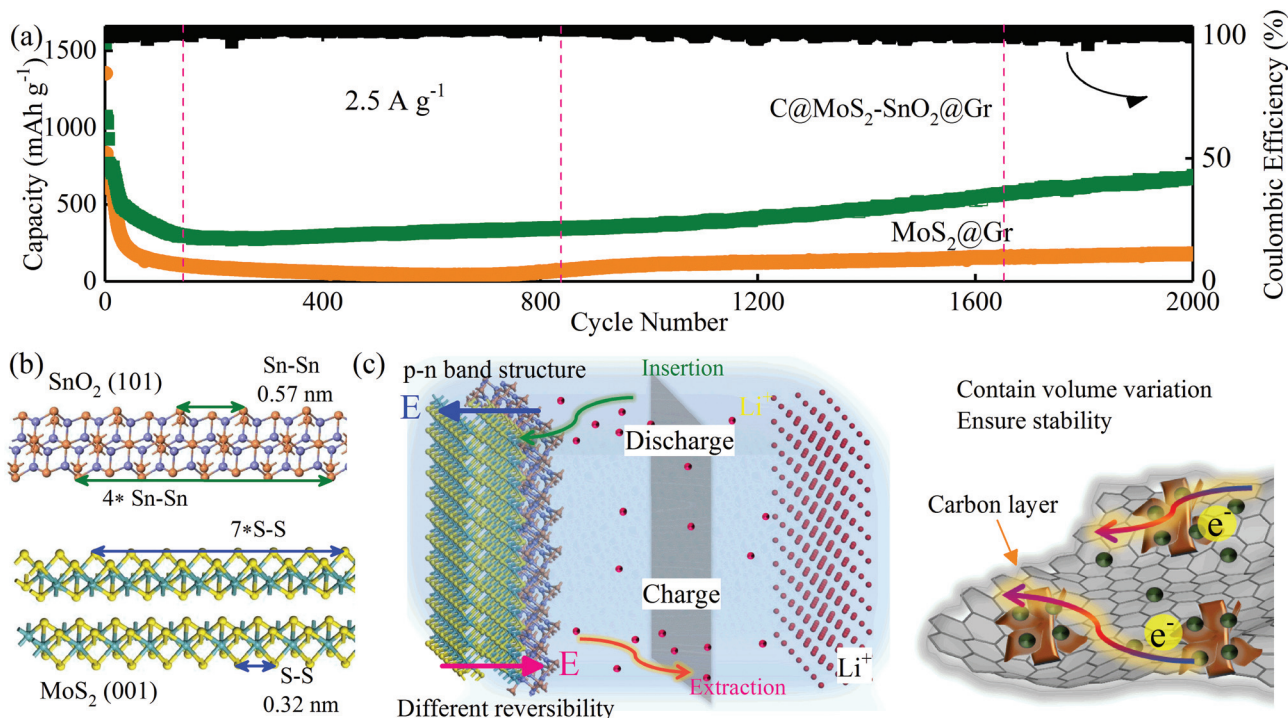 (a)
1500
1000
500
0
Capacity (mAh g⁻¹)
2.5 A g⁻¹
C@MoS₂-SnO₂@Gr
MoS₂@Gr
100
50
0
Coulombic Efficiency (%)
0
400
800
1200
1600
2000
Cycle Number
(b)
SnO₂ (101)
Sn-Sn
0.57 nm
4* Sn-Sn
7*S-S
S-S
0.32 nm
MoS₂ (001)
(c)
p-n band structure
E
Insertion
Li⁺
Discharge
Charge
E
Extraction
Li⁺
Different reversibility
Contain volume variation
Ensure stability
Carbon layer
e⁻
e⁻